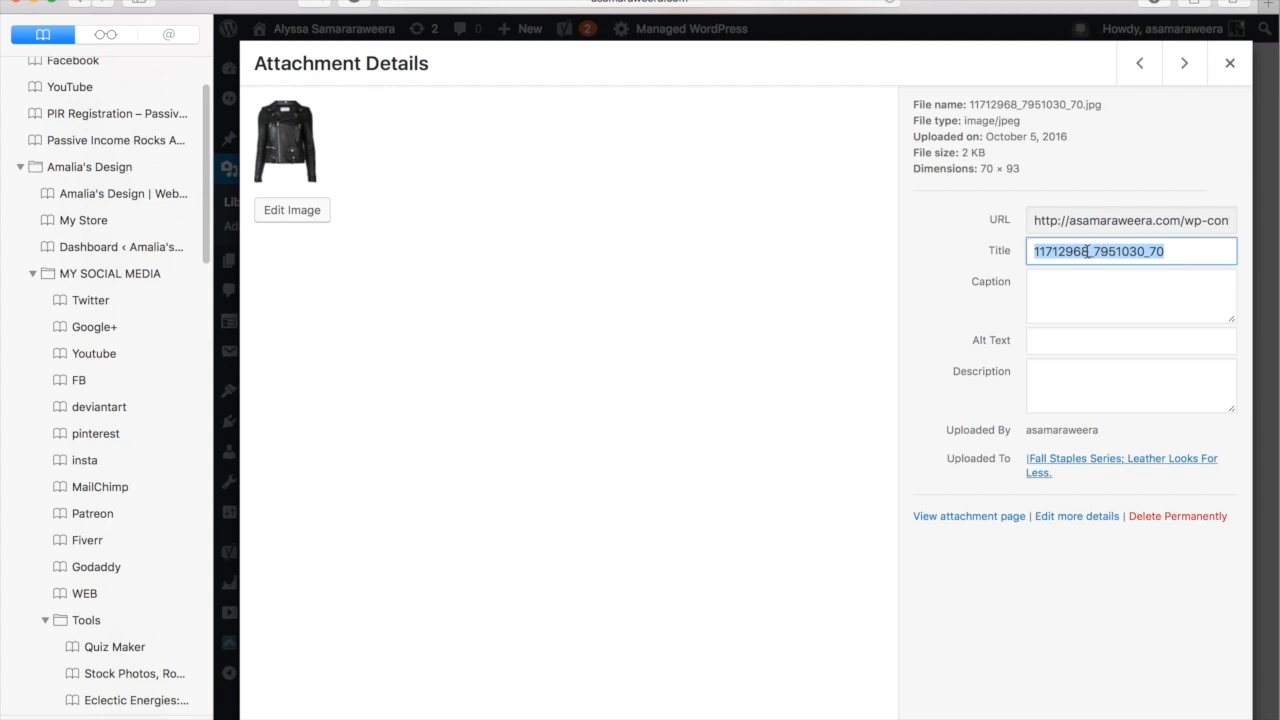 asamaraweera.com
@
Facebook
YouTube
PIR Registration – Passiv...
Passive Income Rocks A...
Amalia's Design
Amalia's Design | Web...
My Store
Dashboard ‹ Amalia's...
MY SOCIAL MEDIA
Twitter
Google+
Youtube
FB
deviantart
pinterest
insta
MailChimp
Patreon
Fiverr
Godaddy
WEB
Tools
Quiz Maker
Stock Photos, Ro...
Eclectic Energies:...
Alyssa Samararaweera 2 0 New 2 Managed WordPress Howdy, asamaraweera
Lib
Ad
Attachment Details
Edit Image
File name: 11712968_7951030_70.jpg
File type: image/jpeg
Uploaded on: October 5, 2016
File size: 2 KB
Dimensions: 70 × 93
URL http://asamaraweera.com/wp-con
Title 11712968_7951030_70
Caption
Alt Text
Description
Uploaded By asamaraweera
Uploaded To |Fall Staples Series; Leather Looks For
Less.
View attachment page | Edit more details | Delete Permanently